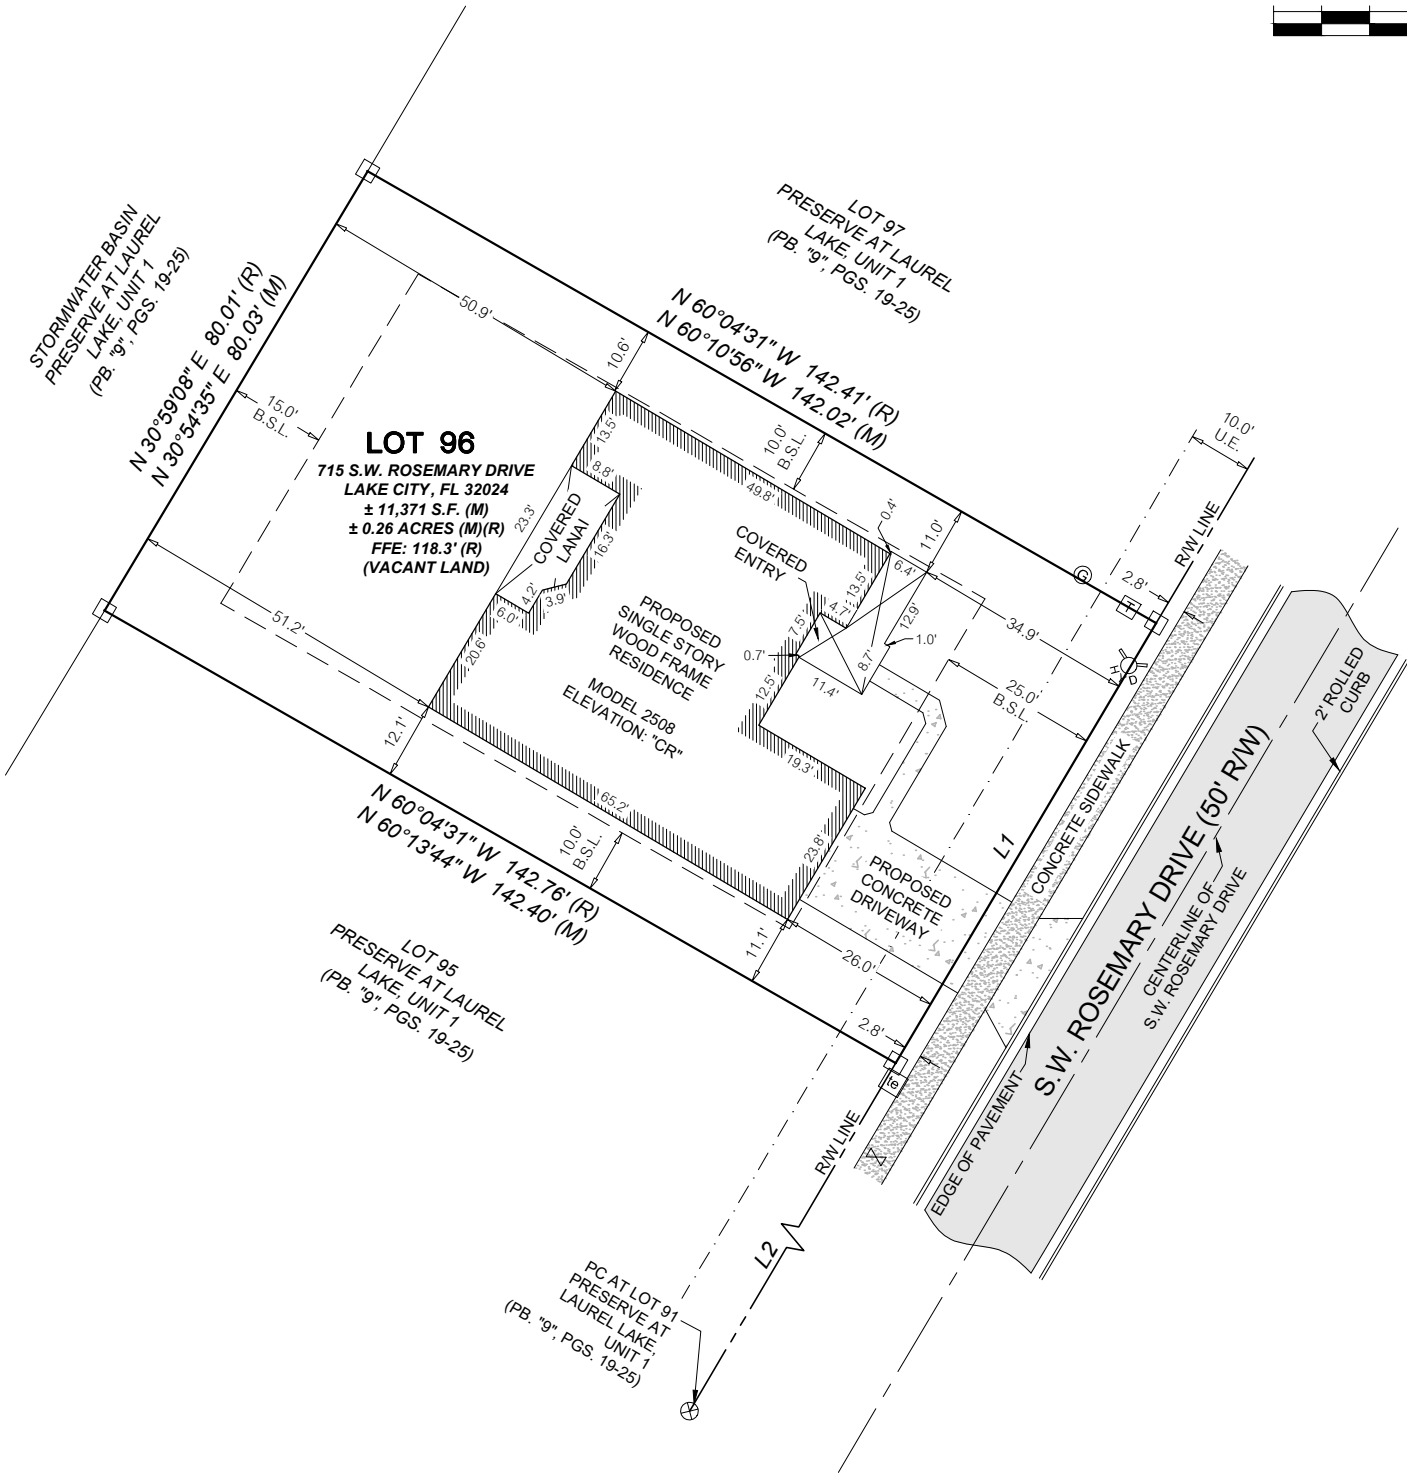 STORMWATER BASIN
PRESERVE AT LAUREL
LAKE, UNIT 1
(PB. "9", PGS. 19-25)
N 30°59'08" E 80.01' (R)
N 30°54'35" E 80.03' (M)
LOT 97
PRESERVE AT LAUREL
LAKE, UNIT 1
(PB. "9", PGS. 19-25)
N 60°04'31" W 142.41' (R)
N 60°10'56" W 142.02' (M)
50.9'
10.6'
15.0'
B.S.L.
LOT 96
715 S.W. ROSEMARY DRIVE
LAKE CITY, FL 32024
± 11,371 S.F. (M)
± 0.26 ACRES (M)(R)
FFE: 118.3' (R)
(VACANT LAND)
13.5'
8.8'
23.3'
COVERED
LANAI
16.3'
4.2'
3.9'
6.0'
20.6'
51.2'
12.1'
10.0'
B.S.L.
49.8'
0.4'
11.0'
6.4'
COVERED
ENTRY
13.5'
4.7'
7.5'
12.9'
1.0'
0.7'
8.7'
11.4'
12.5'
19.3'
PROPOSED
SINGLE STORY
WOOD FRAME
RESIDENCE
MODEL 2508
ELEVATION: "CR"
65.2'
23.8'
34.9'
25.0'
B.S.L.
10.0'
U.E.
R/W LINE
2.8'
G
T
H
D
2' ROLLED
CURB
L1
CONCRETE SIDEWALK
S.W. ROSEMARY DRIVE (50' R/W)
CENTERLINE OF
S.W. ROSEMARY DRIVE
PROPOSED
CONCRETE
DRIVEWAY
N 60°04'31" W 142.76' (R)
N 60°13'44" W 142.40' (M)
10.0'
B.S.L.
11.1'
26.0'
2.8'
te
LOT 95
PRESERVE AT LAUREL
LAKE, UNIT 1
(PB. "9", PGS. 19-25)
EDGE OF PAVEMENT
R/W LINE
L2
PC AT LOT 91
PRESERVE AT
LAUREL LAKE,
UNIT 1
(PB. "9", PGS. 19-25)